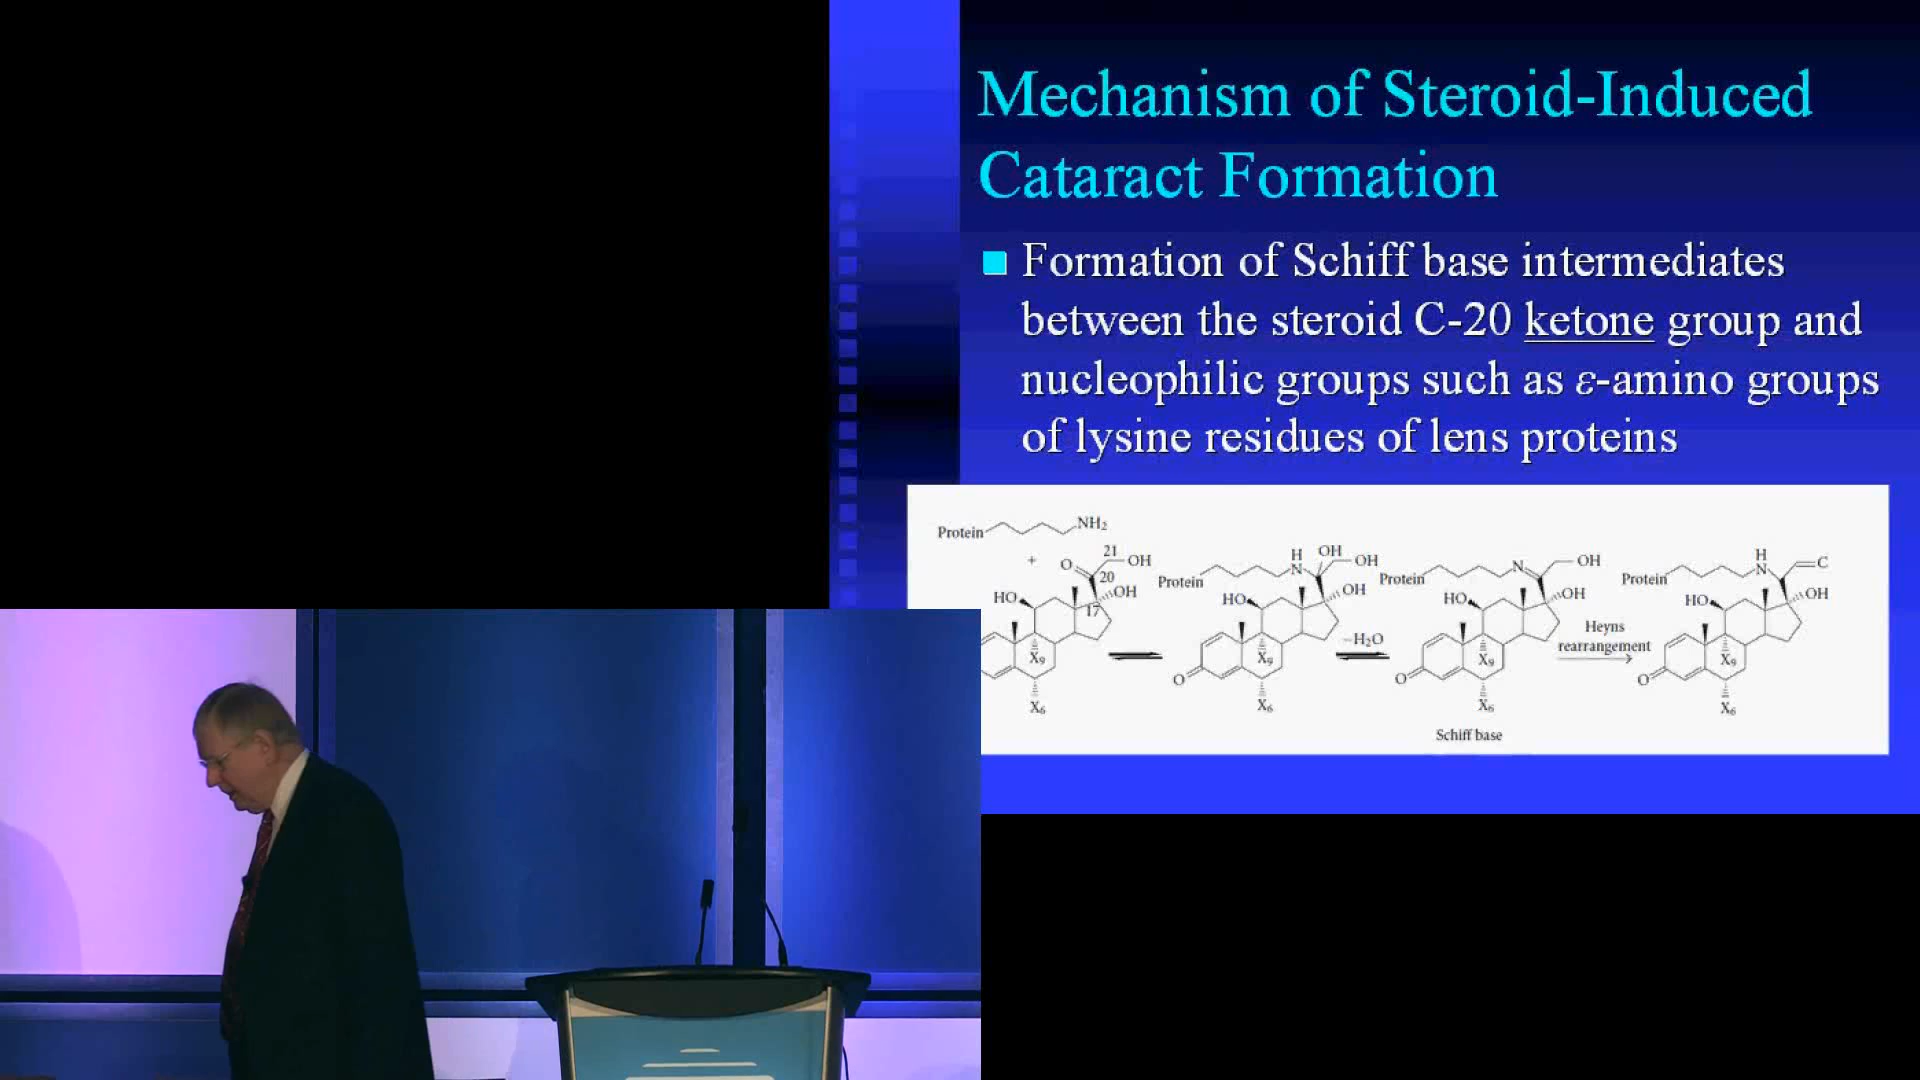 Mechanism of Steroid-Induced
Cataract Formation
Formation of Schiff base intermediates
between the steroid C-20 ketone group and
nucleophilic groups such as ε-amino groups
of lysine residues of lens proteins
Protein NH₂
+ O 21 OH
20
HO OH
17
X₉
X₆
Protein H N OH OH
HO OH
X₉
O
X₆
−H₂O
Protein N OH
HO OH
X₉
O
X₆
Schiff base
Heyns
rearrangement
Protein H N C
HO OH
X₉
O
X₆